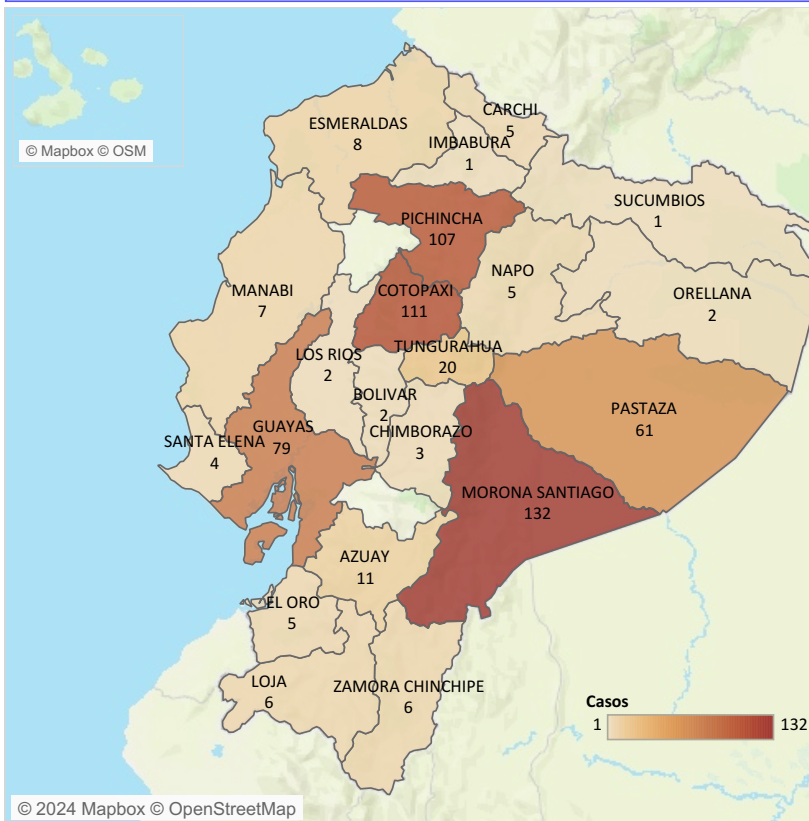 CARCHI
5
ESMERALDAS
8
IMBABURA
1
© Mapbox © OSM
SUCUMBIOS
1
PICHINCHA
107
NAPO
5
COTOPAXI
111
MANABI
7
ORELLANA
2
TUNGURAHUA
20
LOS RIOS
2
BOLIVAR
2
PASTAZA
61
GUAYAS
79
SANTA ELENA
4
CHIMBORAZO
3
MORONA SANTIAGO
132
AZUAY
11
EL ORO
5
LOJA
6
ZAMORA CHINCHIPE
6
Casos
1 132
© 2024 Mapbox © OpenStreetMap